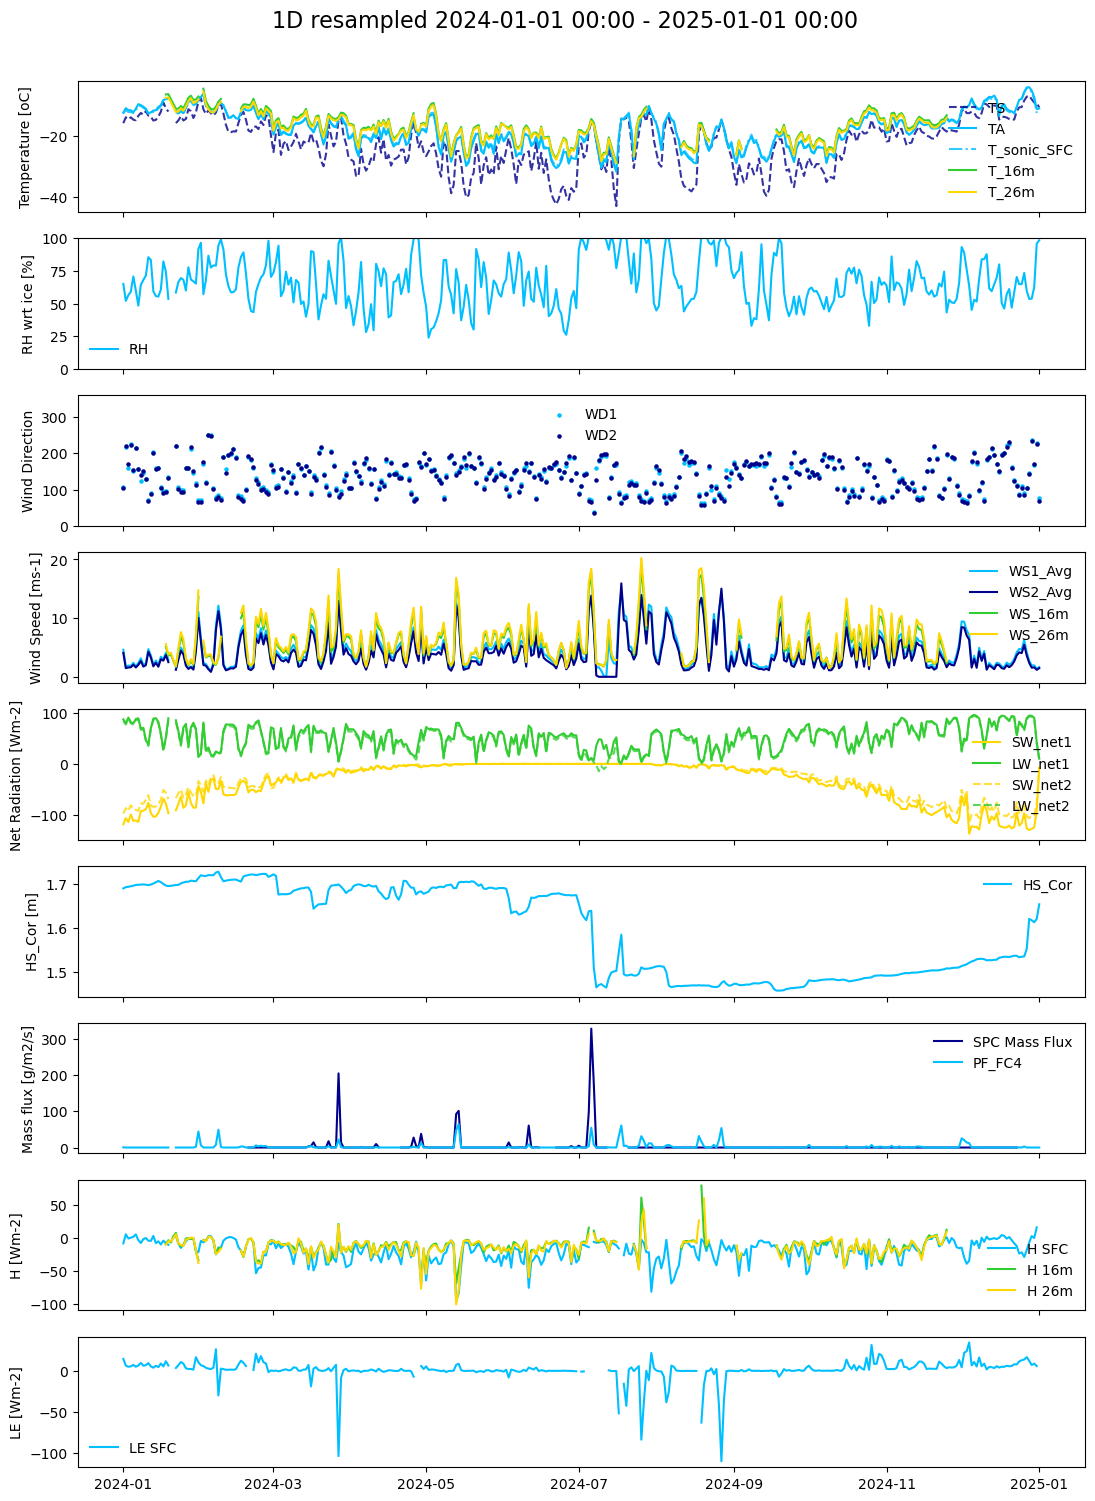 1D resampled 2024-01-01 00:00 - 2025-01-01 00:00
Temperature [oC]
−20
−40
TS
TA
T_sonic_SFC
T_16m
T_26m
RH wrt ice [%]
100
75
50
25
0
RH
Wind Direction
300
200
100
0
WD1
WD2
Wind Speed [ms-1]
20
10
0
WS1_Avg
WS2_Avg
WS_16m
WS_26m
Net Radiation [Wm-2]
100
0
−100
SW_net1
LW_net1
SW_net2
LW_net2
HS_Cor [m]
1.7
1.6
1.5
HS_Cor
Mass flux [g/m2/s]
300
200
100
0
SPC Mass Flux
PF_FC4
H [Wm-2]
50
0
−50
−100
H SFC
H 16m
H 26m
LE [Wm-2]
0
−50
−100
LE SFC
2024-01
2024-03
2024-05
2024-07
2024-09
2024-11
2025-01